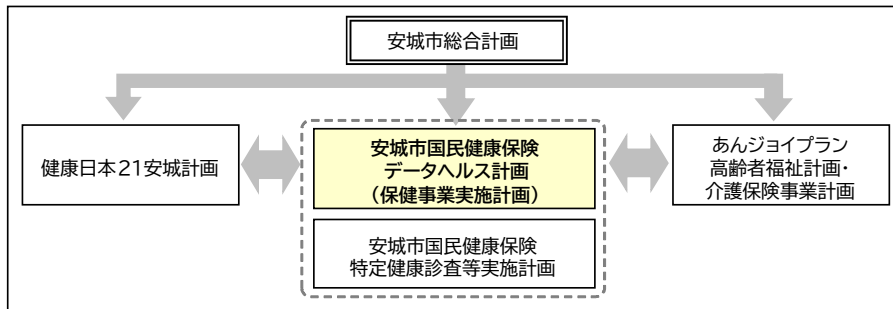 安城市総合計画
健康日本21安城計画
安城市国民健康保険
データヘルス計画
（保健事業実施計画）
安城市国民健康保険
特定健康診査等実施計画
あんジョイプラン
高齢者福祉計画・
介護保険事業計画